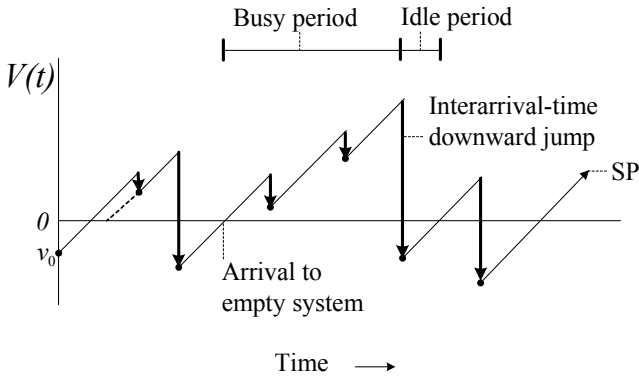 Busy period
Idle period
V(t)
Interarrival-time
downward jump
SP
0
v₀
Arrival to
empty system
Time